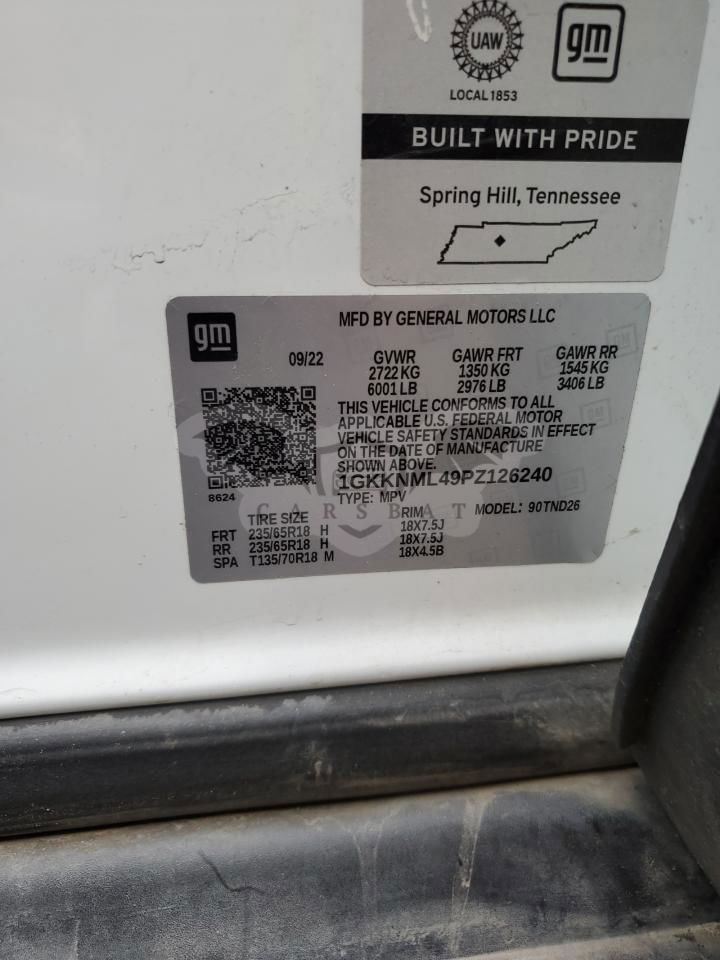 UAW
gm
LOCAL 1853
BUILT WITH PRIDE
Spring Hill, Tennessee
gm
MFD BY GENERAL MOTORS LLC
09/22 GVWR GAWR FRT GAWR RR
2722 KG 1350 KG 1545 KG
6001 LB 2976 LB 3406 LB
THIS VEHICLE CONFORMS TO ALL
APPLICABLE U.S. FEDERAL MOTOR
VEHICLE SAFETY STANDARDS IN EFFECT
ON THE DATE OF MANUFACTURE
SHOWN ABOVE.
1GKKNML49PZ126240
8624
TYPE: MPV MODEL: 90TND26
CARSBAT
TIRE SIZE RIM
FRT 235/65R18 H 18X7.5J
RR 235/65R18 H 18X7.5J
SPA T135/70R18 M 18X4.5B